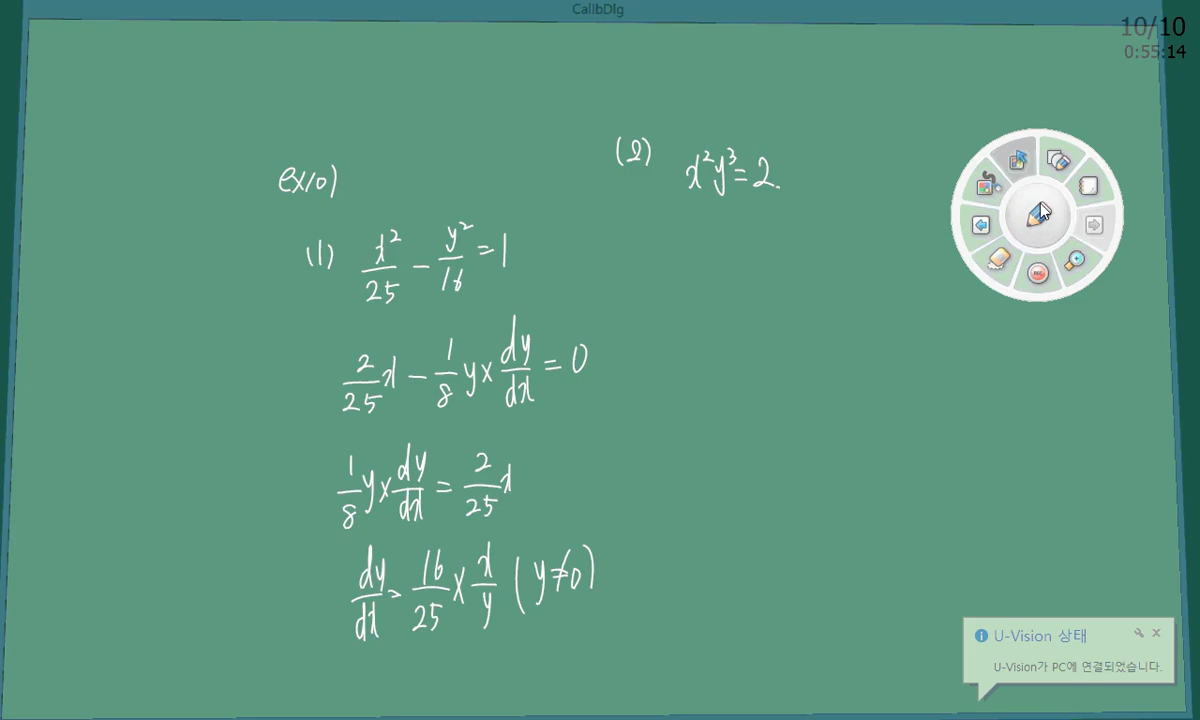 CalibDlg
10/10
0:55:14
ex10)
(1) x²/25 - y²/16 = 1
2/25 x - 1/8 y × dy/dx = 0
1/8 y × dy/dx = 2/25 x
dy/dx = 16/25 × x/y (y≠0)
(2) x²y³=2.
REC
U-Vision 상태
U-Vision가 PC에 연결되었습니다.